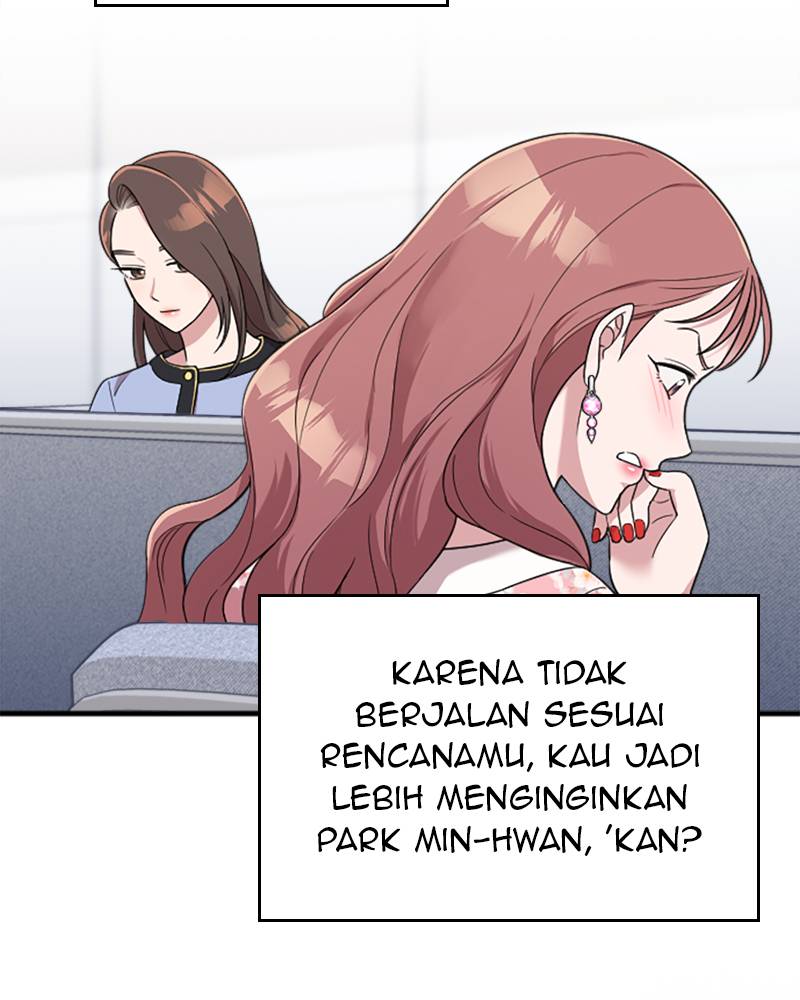 KARENA TIDAK
BERJALAN SESUAI
RENCANAMU, KAU JADI
LEBIH MENGINGINKAN
PARK MIN-HWAN, 'KAN?